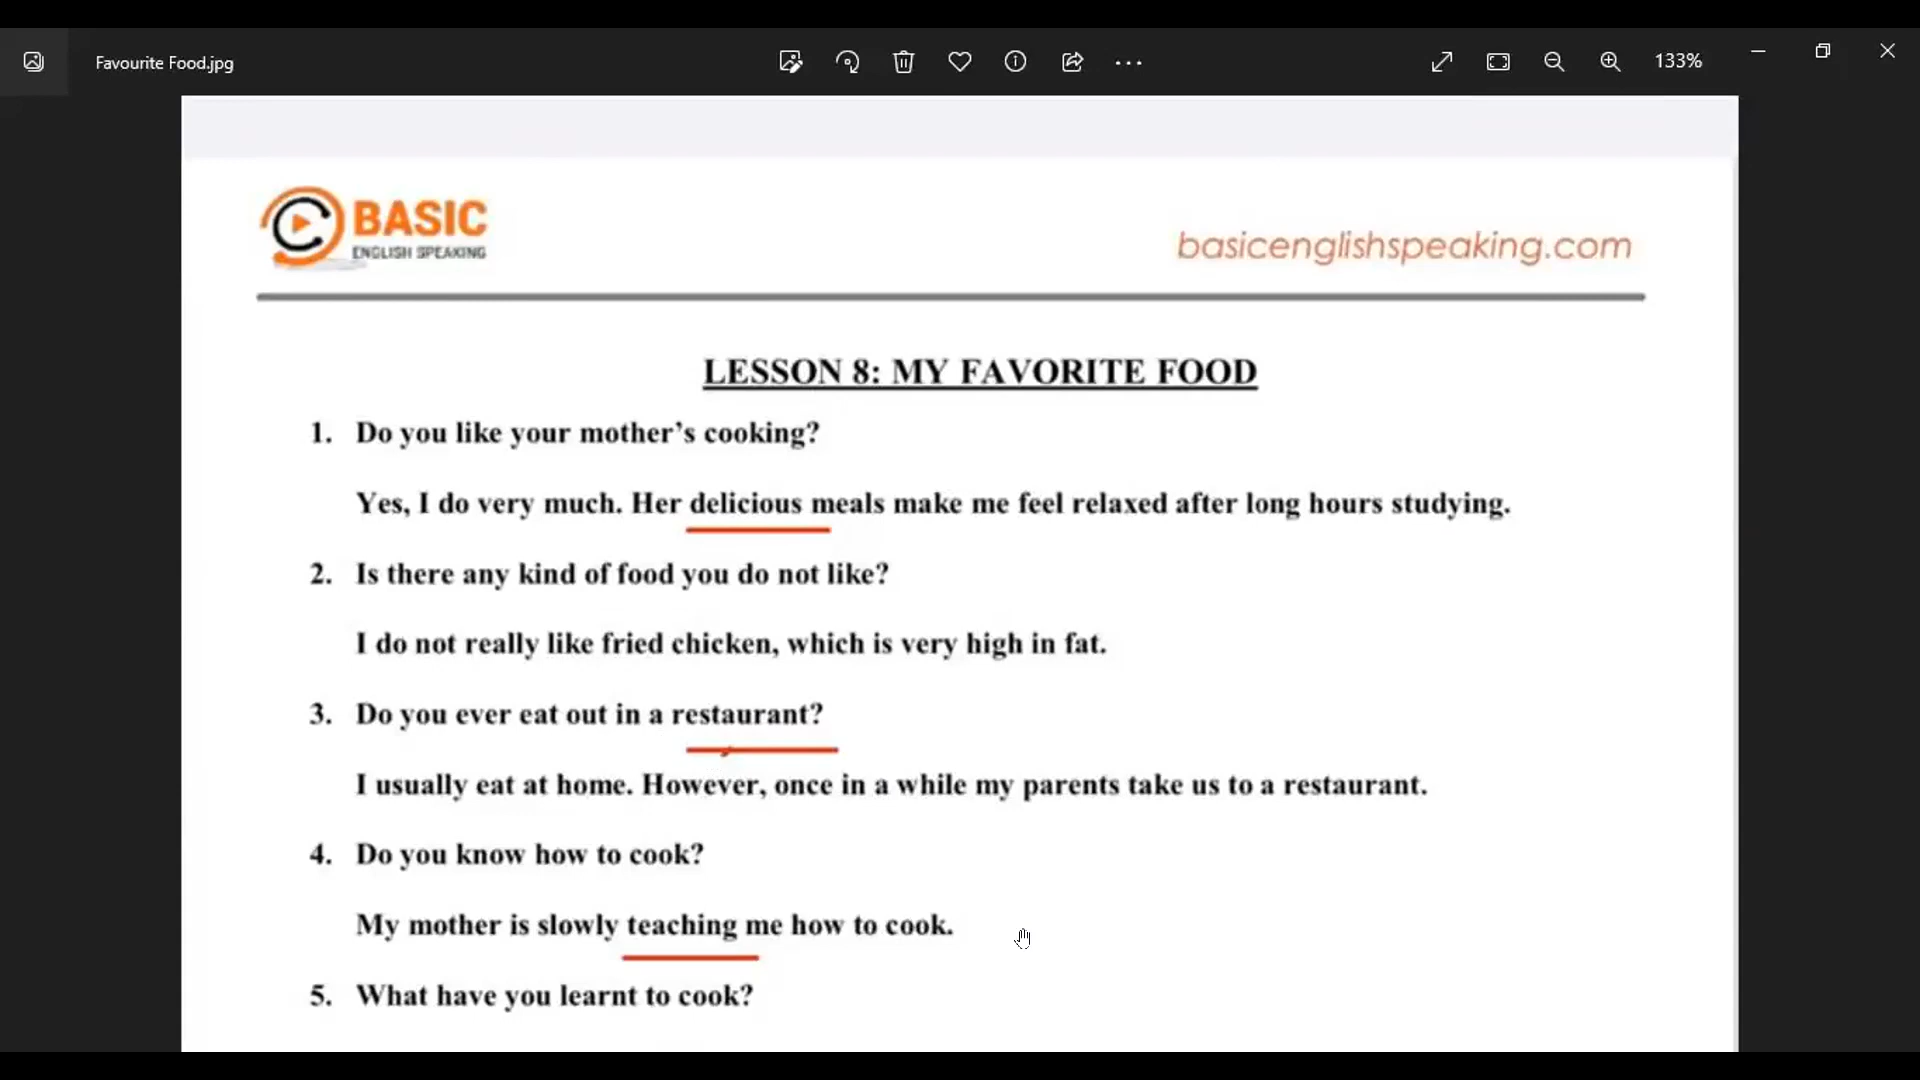 Favourite Food.jpg
133%
BASIC
ENGLISH SPEAKING
basicenglishspeaking.com
LESSON 8: MY FAVORITE FOOD
1. Do you like your mother’s cooking?
Yes, I do very much. Her delicious meals make me feel relaxed after long hours studying.
2. Is there any kind of food you do not like?
I do not really like fried chicken, which is very high in fat.
3. Do you ever eat out in a restaurant?
I usually eat at home. However, once in a while my parents take us to a restaurant.
4. Do you know how to cook?
My mother is slowly teaching me how to cook.
5. What have you learnt to cook?